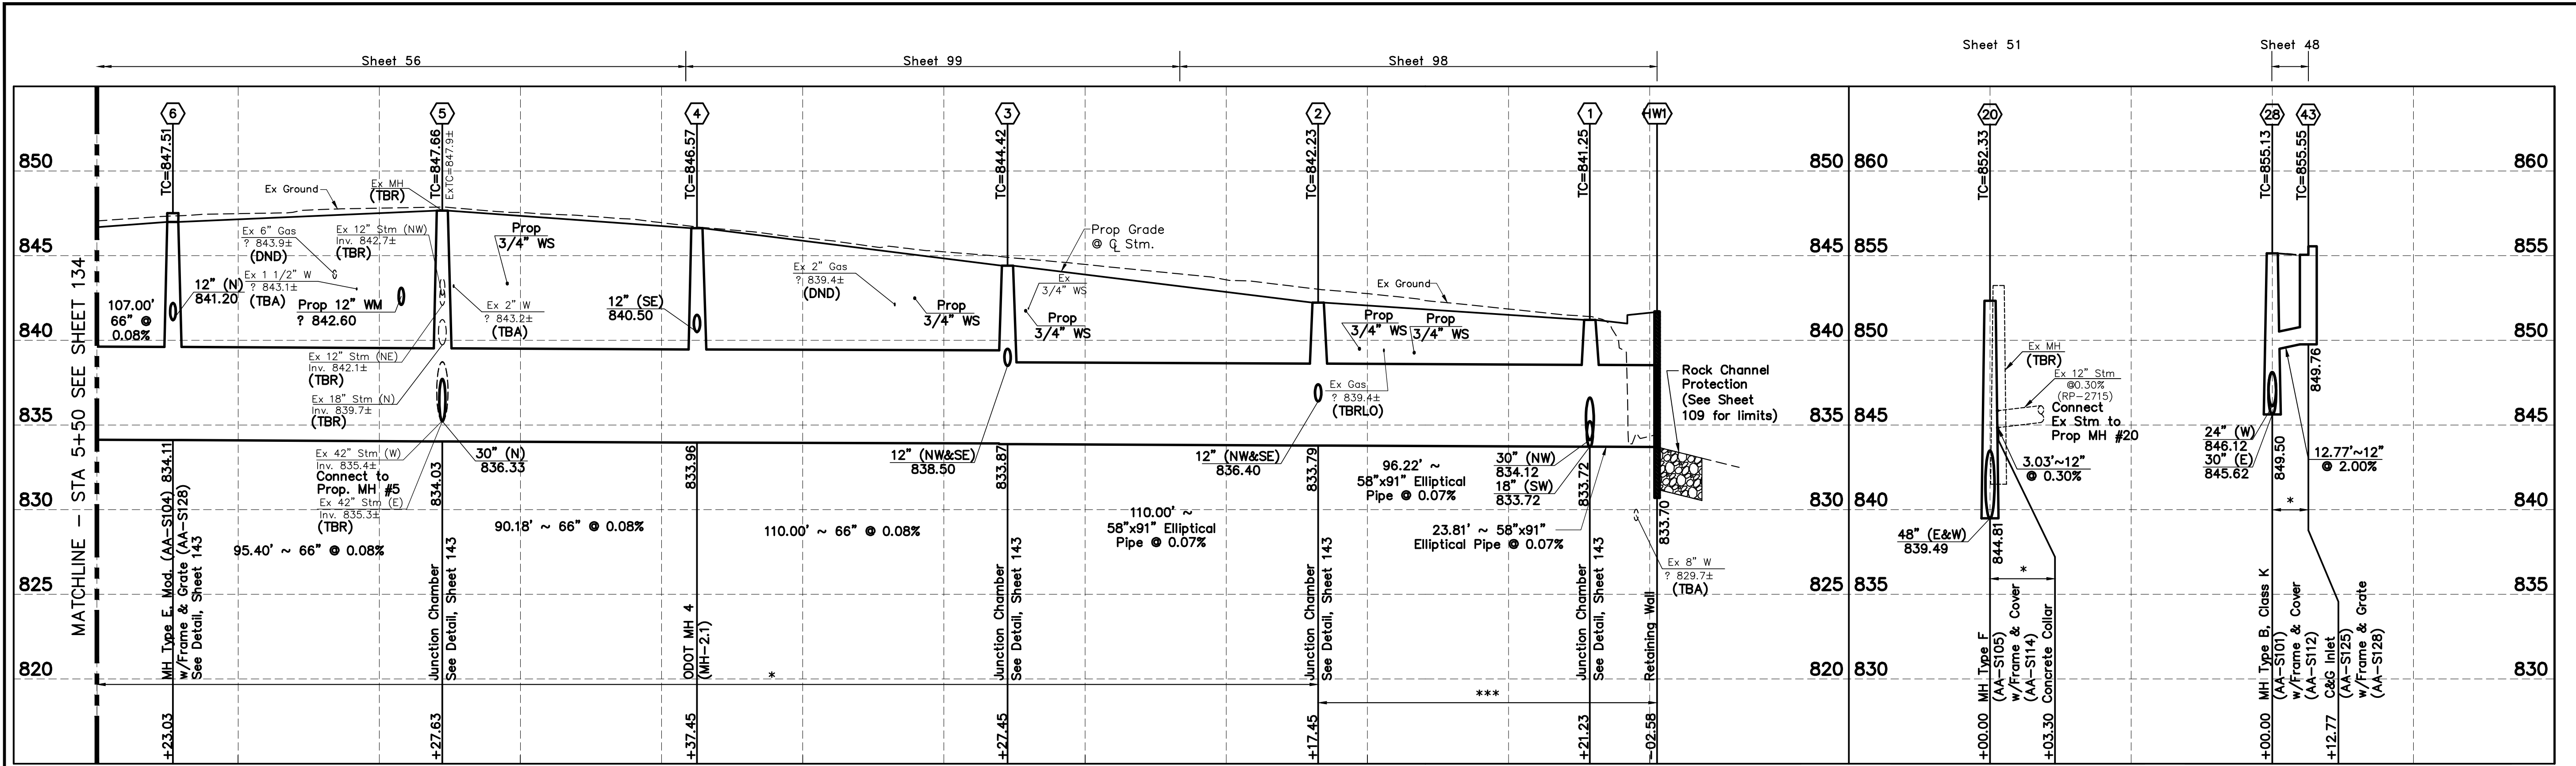 Sheet 56
Sheet 99
Sheet 98
Sheet 51
Sheet 48
6
5
4
3
2
1
HW1
20
28
43
TC=847.51
TC=847.66
ExTC=847.9±
TC=846.57
TC=844.42
TC=842.23
TC=841.25
TC=852.33
TC=855.13
TC=855.55
850
845
840
835
830
825
820
850
845
840
835
830
825
820
860
855
850
845
840
835
830
860
855
850
845
840
835
830
MATCHLINE - STA 5+50 SEE SHEET 134
Ex Ground
Ex MH
(TBR)
Ex 6" Gas
? 843.9±
(DND)
Ex 12" Stm (NW)
Inv. 842.7±
(TBR)
Prop
3/4" WS
Ex 1 1/2" W
? 843.1±
(TBA)
107.00'
66" @
0.08%
12" (N)
841.20
Prop 12" WM
? 842.60
Ex 2" W
? 843.2±
(TBA)
12" (SE)
840.50
Ex 12" Stm (NE)
Inv. 842.1±
(TBR)
Ex 18" Stm (N)
Inv. 839.7±
(TBR)
Ex 42" Stm (W)
Inv. 835.4±
Connect to
Prop. MH #5
Ex 42" Stm (E)
Inv. 835.3±
(TBR)
30" (N)
836.33
Ex 2" Gas
? 839.4±
(DND)
Prop
3/4" WS
Ex
3/4" WS
Prop
3/4" WS
Prop Grade
@ ℄ Stm.
Ex Ground
Prop
3/4" WS
Prop
3/4" WS
Ex Gas
? 839.4±
(TBRLO)
12" (NW&SE)
838.50
12" (NW&SE)
836.40
30" (NW)
834.12
18" (SW)
833.72
Rock Channel
Protection
(See Sheet
109 for limits)
834.11
834.03
833.96
833.87
833.79
833.72
833.70
95.40' ~ 66" @ 0.08%
90.18' ~ 66" @ 0.08%
110.00' ~ 66" @ 0.08%
110.00' ~
58"x91" Elliptical
Pipe @ 0.07%
96.22' ~
58"x91" Elliptical
Pipe @ 0.07%
23.81' ~ 58"x91"
Elliptical Pipe @ 0.07%
Ex 8" W
? 829.7±
(TBA)
MH Type E, Mod. (AA-S104)
w/Frame & Grate (AA-S128)
See Detail, Sheet 143
Junction Chamber
See Detail, Sheet 143
ODOT MH 4
(MH-2.1)
Junction Chamber
See Detail, Sheet 143
Junction Chamber
See Detail, Sheet 143
Junction Chamber
See Detail, Sheet 143
Retaining Wall
*
***
+23.03
+27.63
+37.45
+27.45
+17.45
+21.23
-02.58
Ex MH
(TBR)
Ex 12" Stm
@0.30%
(RP-2715)
Connect
Ex Stm to
Prop MH #20
3.03'~12"
@ 0.30%
48" (E&W)
839.49
844.81
*
MH Type F
(AA-S105)
w/Frame & Cover
(AA-S114)
Concrete Collar
+00.00
+03.30
24" (W)
846.12
30" (E)
845.62
849.50
849.76
12.77'~12"
@ 2.00%
*
MH Type B, Class K
(AA-S101)
w/Frame & Cover
(AA-S112)
C&G Inlet
(AA-S125)
w/Frame & Grate
(AA-S128)
+00.00
+12.77